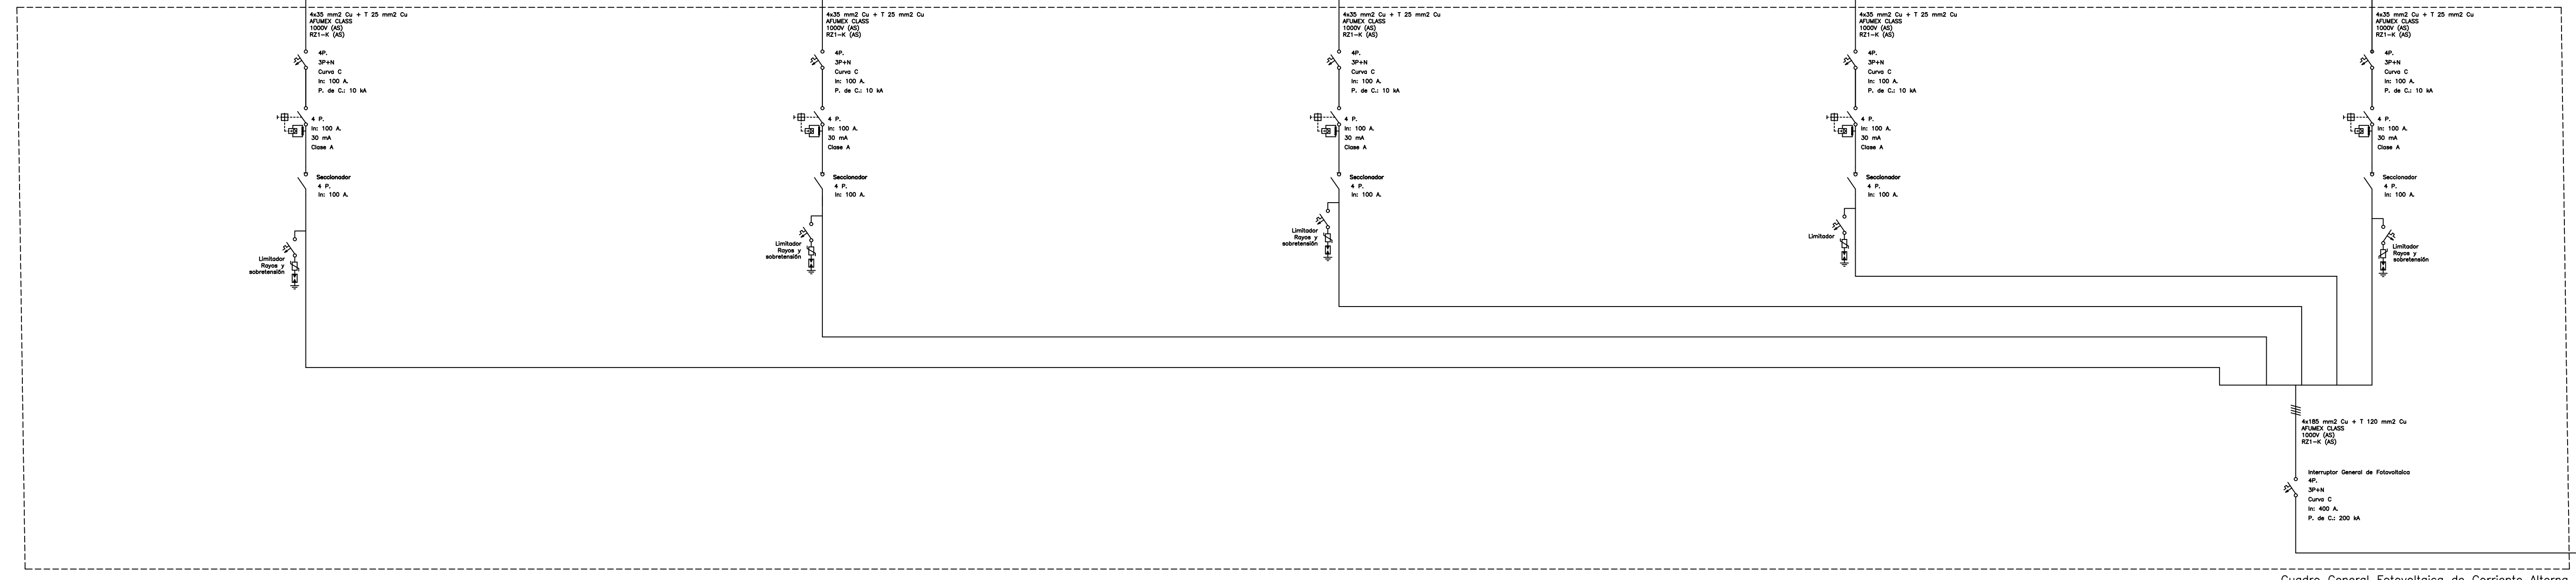 4x35 mm2 Cu + T 25 mm2 Cu
AFUMEX CLASS
1000V (AS)
RZ1-K (AS)
4P.
3P+N
Curva C
In: 100 A.
P. de C.: 10 kA
4 P.
In: 100 A.
30 mA
Clase A
Seccionador
4 P.
In: 100 A.
Limitador
Rayos y
sobretensión
4x35 mm2 Cu + T 25 mm2 Cu
AFUMEX CLASS
1000V (AS)
RZ1-K (AS)
4P.
3P+N
Curva C
In: 100 A.
P. de C.: 10 kA
4 P.
In: 100 A.
30 mA
Clase A
Seccionador
4 P.
In: 100 A.
Limitador
Rayos y
sobretensión
4x35 mm2 Cu + T 25 mm2 Cu
AFUMEX CLASS
1000V (AS)
RZ1-K (AS)
4P.
3P+N
Curva C
In: 100 A.
P. de C.: 10 kA
4 P.
In: 100 A.
30 mA
Clase A
Seccionador
4 P.
In: 100 A.
Limitador
Rayos y
sobretensión
4x35 mm2 Cu + T 25 mm2 Cu
AFUMEX CLASS
1000V (AS)
RZ1-K (AS)
4P.
3P+N
Curva C
In: 100 A.
P. de C.: 10 kA
4 P.
In: 100 A.
30 mA
Clase A
Seccionador
4 P.
In: 100 A.
Limitador
4x35 mm2 Cu + T 25 mm2 Cu
AFUMEX CLASS
1000V (AS)
RZ1-K (AS)
4P.
3P+N
Curva C
In: 100 A.
P. de C.: 10 kA
4 P.
In: 100 A.
30 mA
Clase A
Seccionador
4 P.
In: 100 A.
Limitador
Rayos y
sobretensión
4x185 mm2 Cu + T 120 mm2 Cu
AFUMEX CLASS
1000V (AS)
RZ1-K (AS)
Interruptor General de Fotovoltaica
4P.
3P+N
Curva C
In: 400 A.
P. de C.: 200 kA
Cuadro General Fotovoltaica de Corriente Alterna